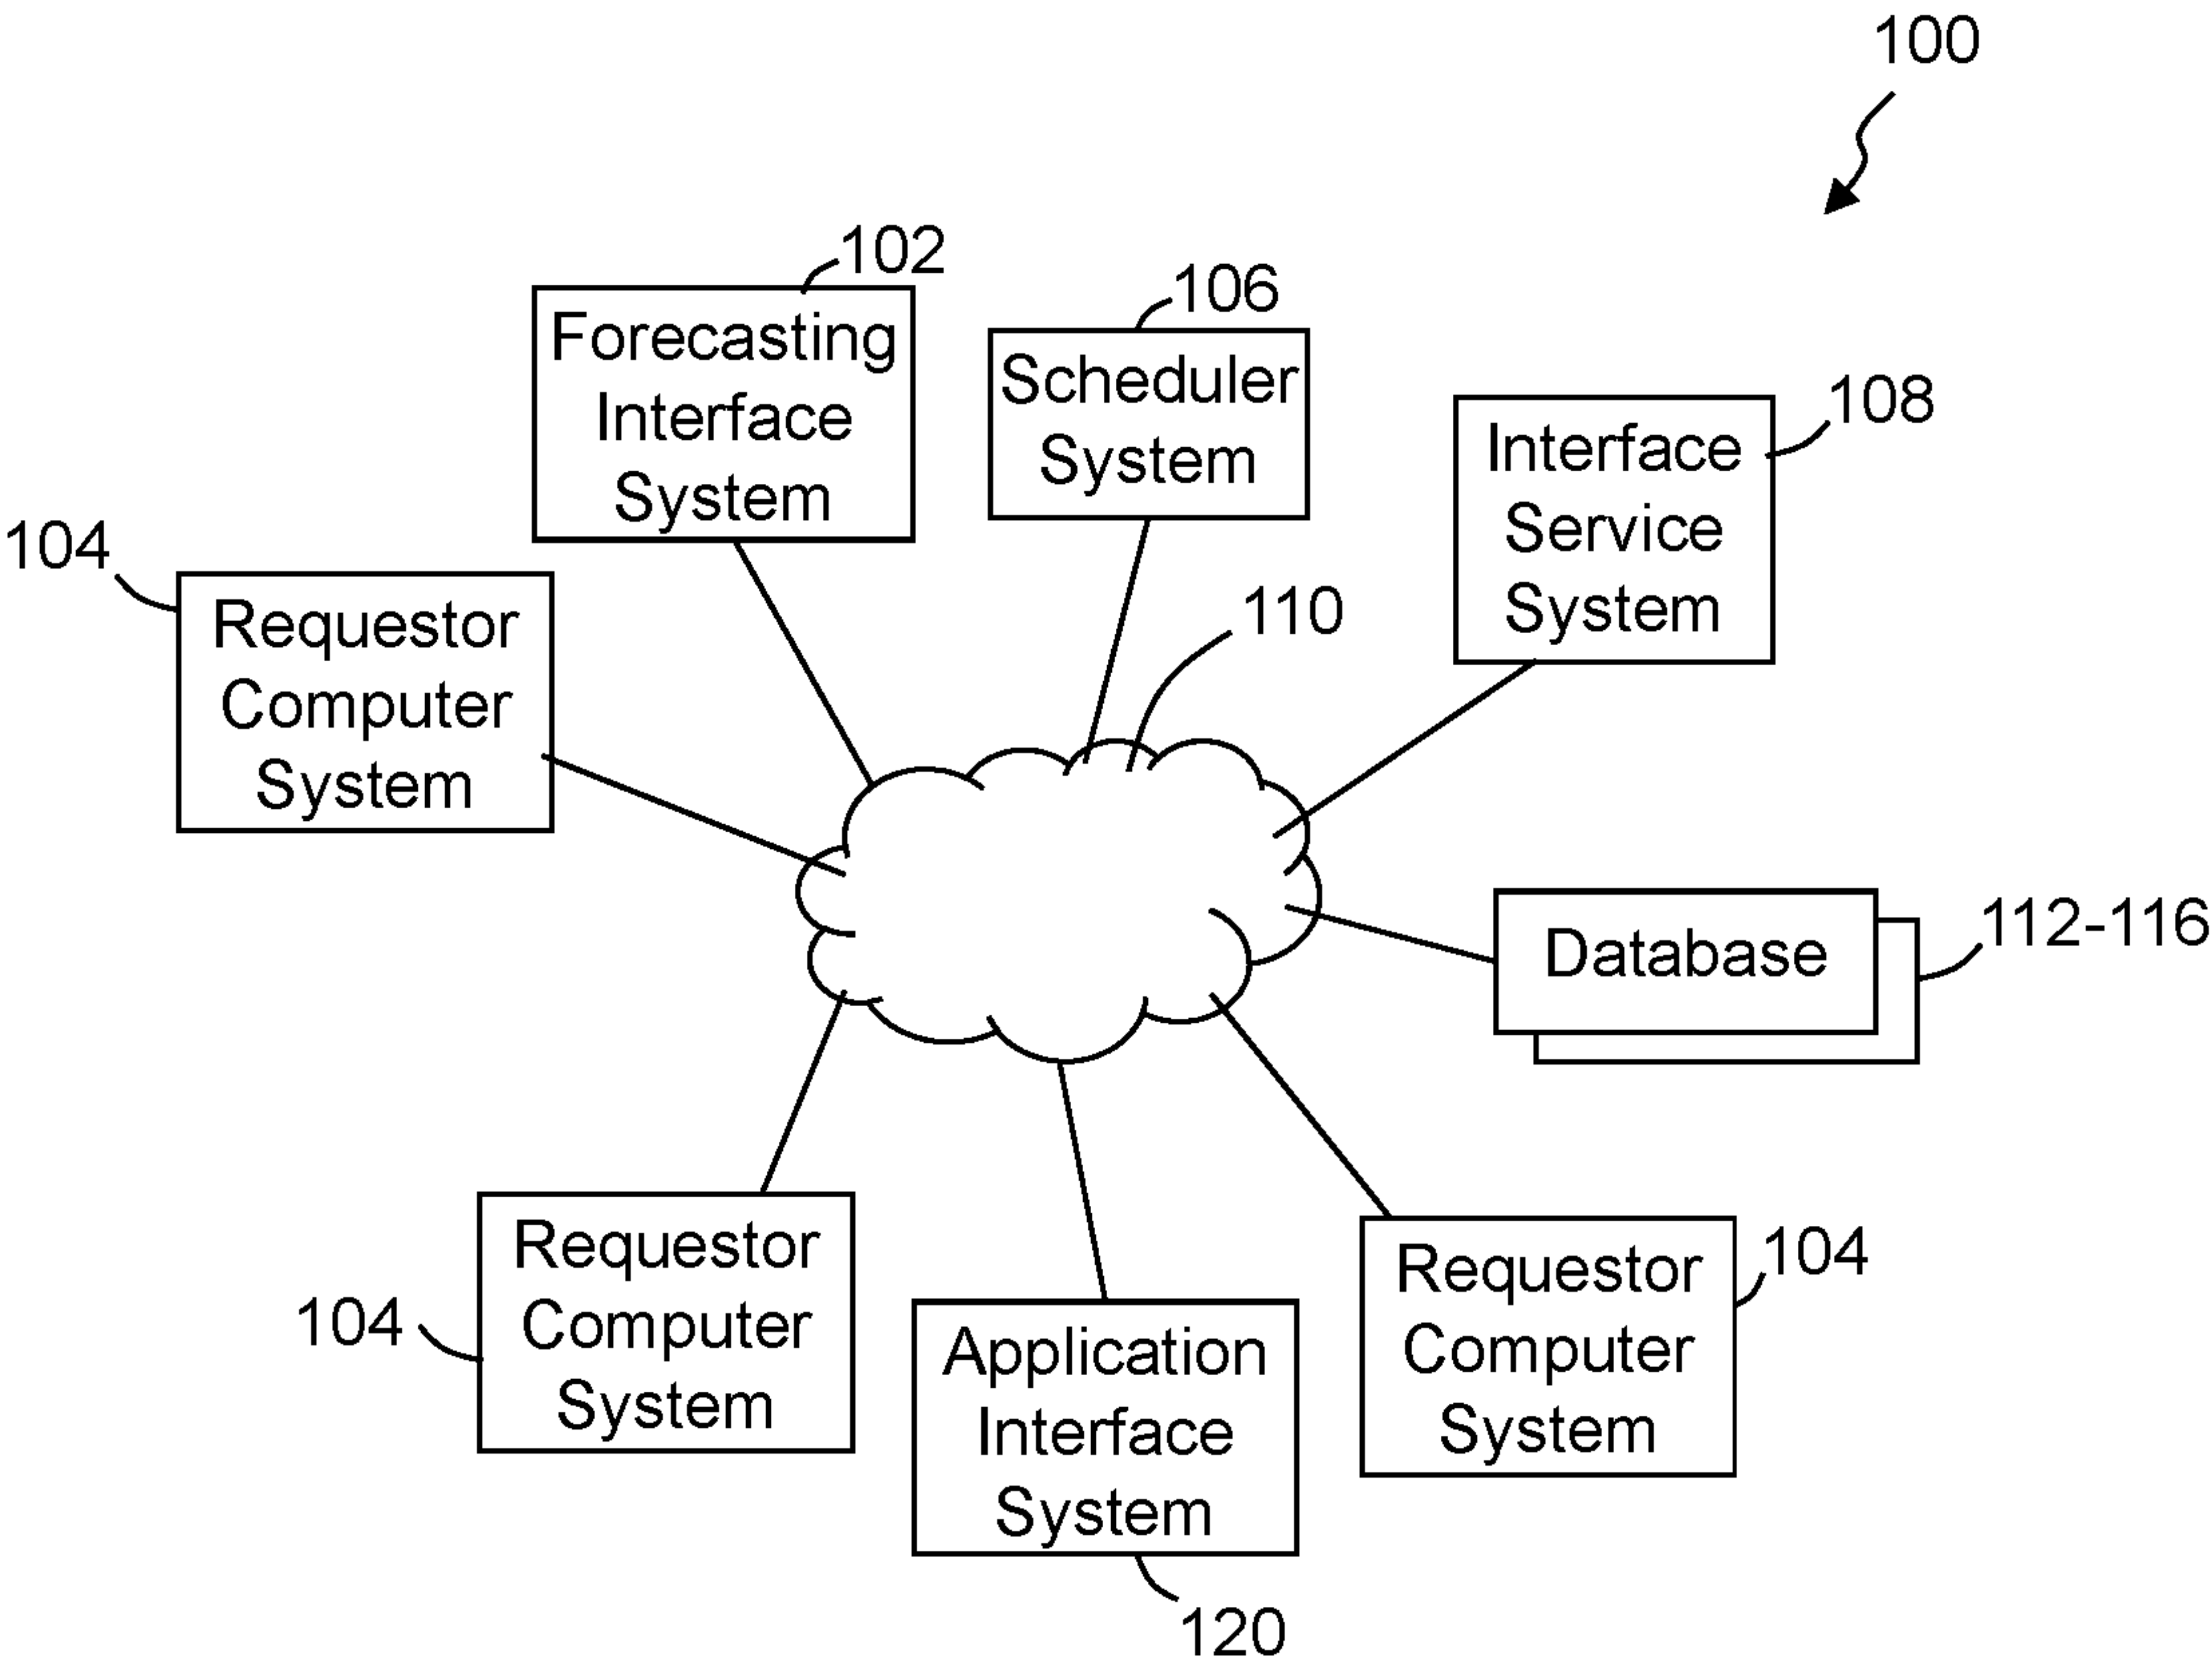 100
102
Forecasting
Interface
System
106
Scheduler
System
108
Interface
Service
System
104
Requestor
Computer
System
110
112-116
Database
104
Requestor
Computer
System
Application
Interface
System
120
104
Requestor
Computer
System